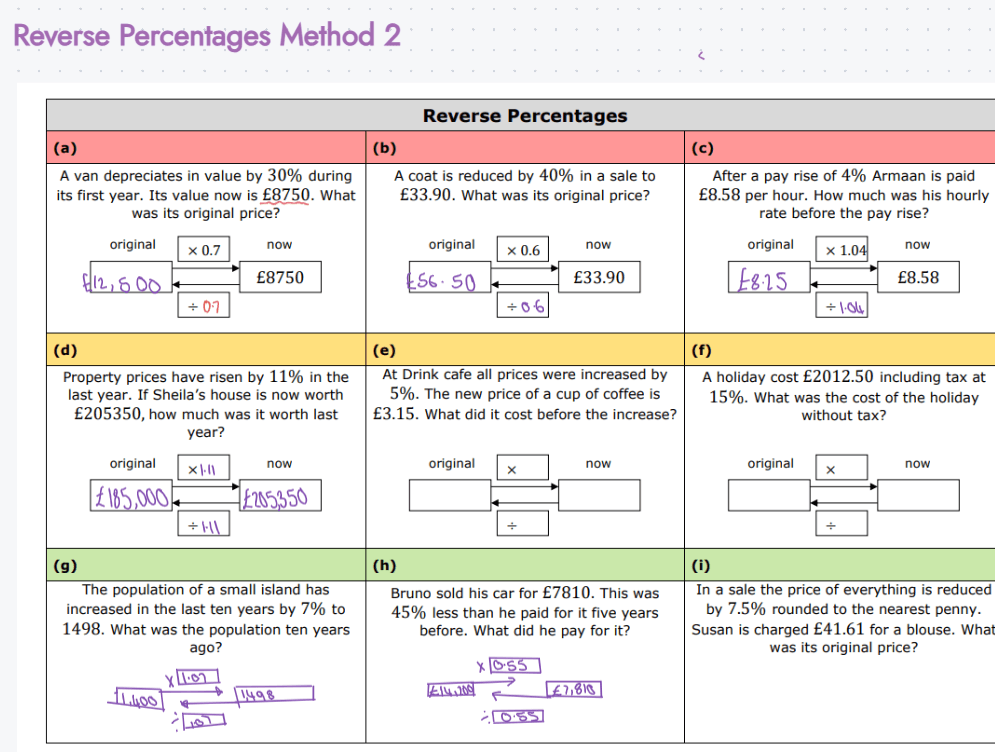 Reverse Percentages Method 2
Reverse Percentages
(a)
A van depreciates in value by 30% during
its first year. Its value now is £8750. What
was its original price?
original × 0.7 now
£12,500 £8750
÷ 0.7
(b)
A coat is reduced by 40% in a sale to
£33.90. What was its original price?
original × 0.6 now
£56.50 £33.90
÷ 0.6
(c)
After a pay rise of 4% Armaan is paid
£8.58 per hour. How much was his hourly
rate before the pay rise?
original × 1.04 now
£8.25 £8.58
÷ 1.04
(d)
Property prices have risen by 11% in the
last year. If Sheila’s house is now worth
£205350, how much was it worth last
year?
original ×1.11 now
£185,000 £205350
÷ 1.11
(e)
At Drink cafe all prices were increased by
5%. The new price of a cup of coffee is
£3.15. What did it cost before the increase?
original × now
÷
(f)
A holiday cost £2012.50 including tax at
15%. What was the cost of the holiday
without tax?
original × now
÷
(g)
The population of a small island has
increased in the last ten years by 7% to
1498. What was the population ten years
ago?
× 1.07
1,400 1498
÷ 1.07
(h)
Bruno sold his car for £7810. This was
45% less than he paid for it five years
before. What did he pay for it?
× 0.55
£14,200 £7,810
÷ 0.55
(i)
In a sale the price of everything is reduced
by 7.5% rounded to the nearest penny.
Susan is charged £41.61 for a blouse. What
was its original price?